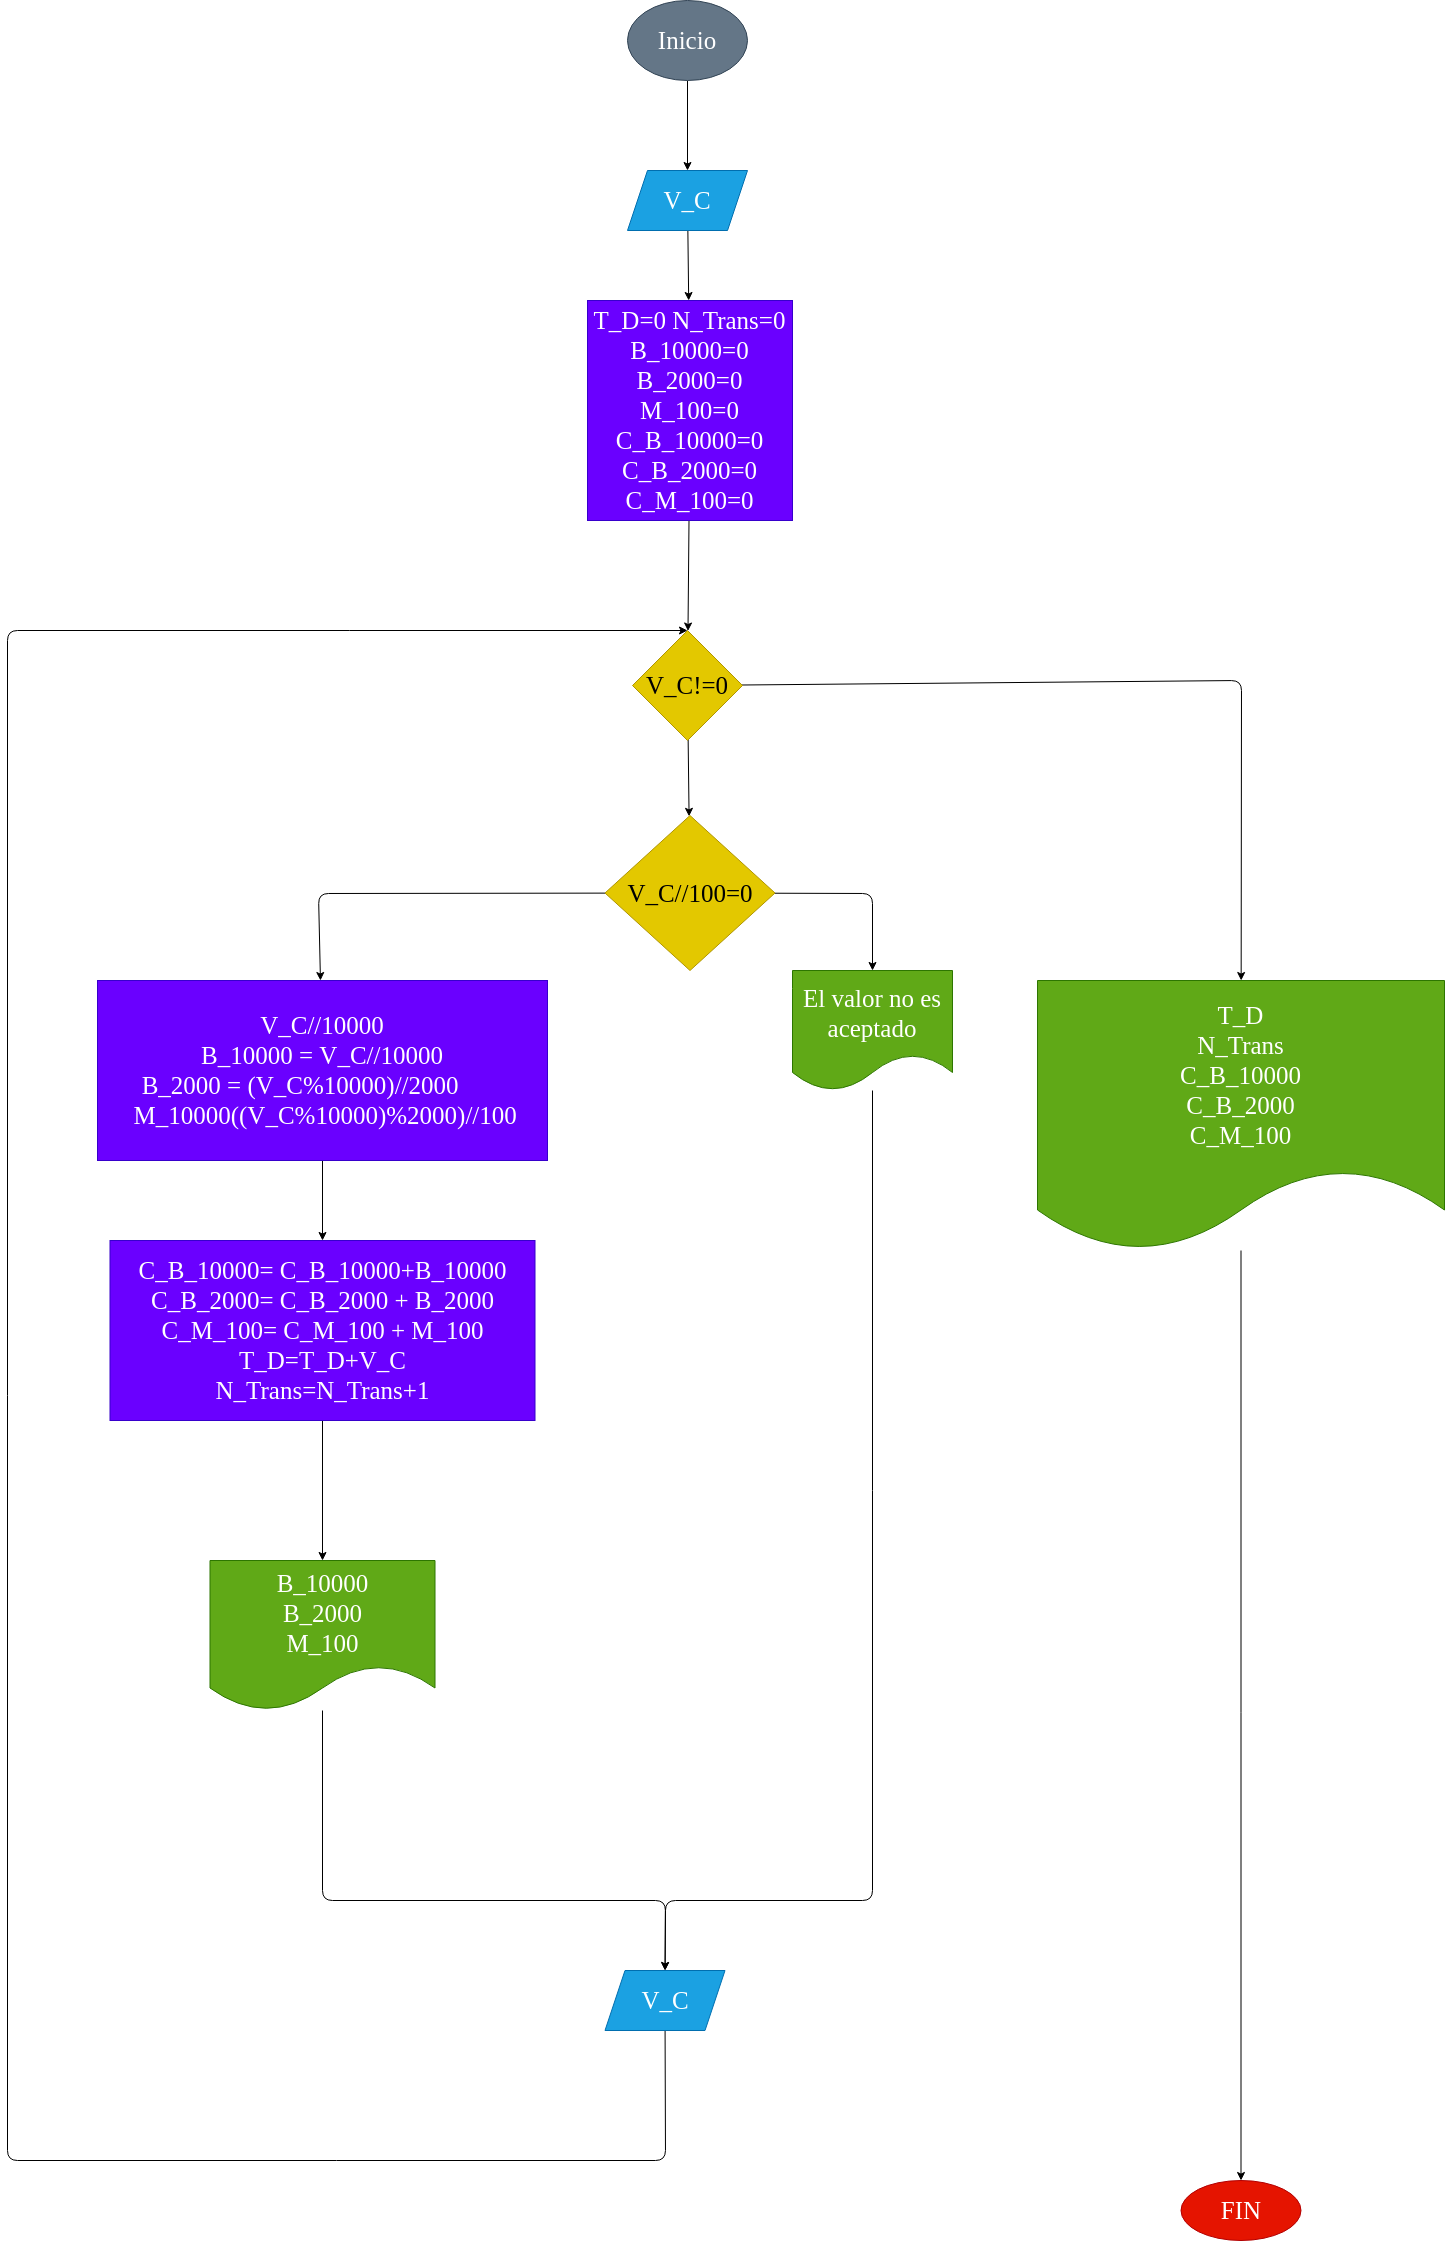 Inicio
V_C
T_D=0 N_Trans=0
B_10000=0
B_2000=0
M_100=0
C_B_10000=0
C_B_2000=0
C_M_100=0
V_C!=0
V_C//100=0
V_C//10000
B_10000 = V_C//10000
B_2000 = (V_C%10000)//2000
M_10000((V_C%10000)%2000)//100
El valor no es
aceptado
T_D
N_Trans
C_B_10000
C_B_2000
C_M_100
C_B_10000= C_B_10000+B_10000
C_B_2000= C_B_2000 + B_2000
C_M_100= C_M_100 + M_100
T_D=T_D+V_C
N_Trans=N_Trans+1
B_10000
B_2000
M_100
V_C
FIN